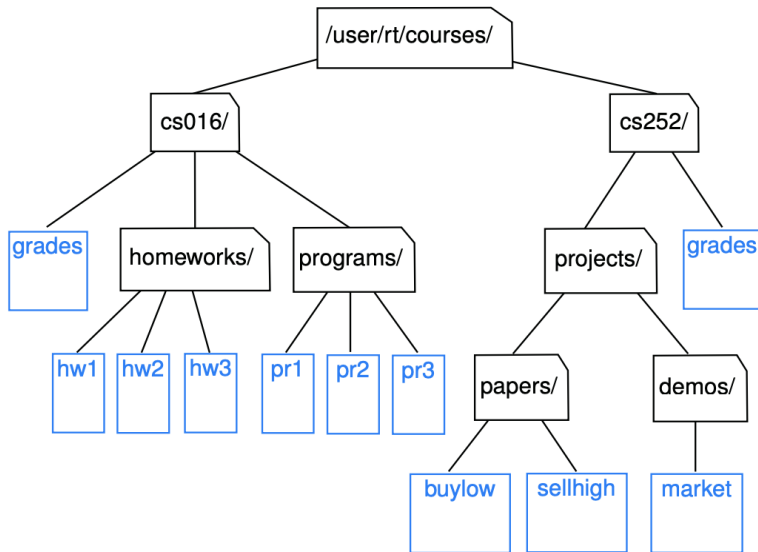 /user/rt/courses/
cs016/
cs252/
grades
homeworks/
programs/
projects/
grades
hw1
hw2
hw3
pr1
pr2
pr3
papers/
demos/
buylow
sellhigh
market